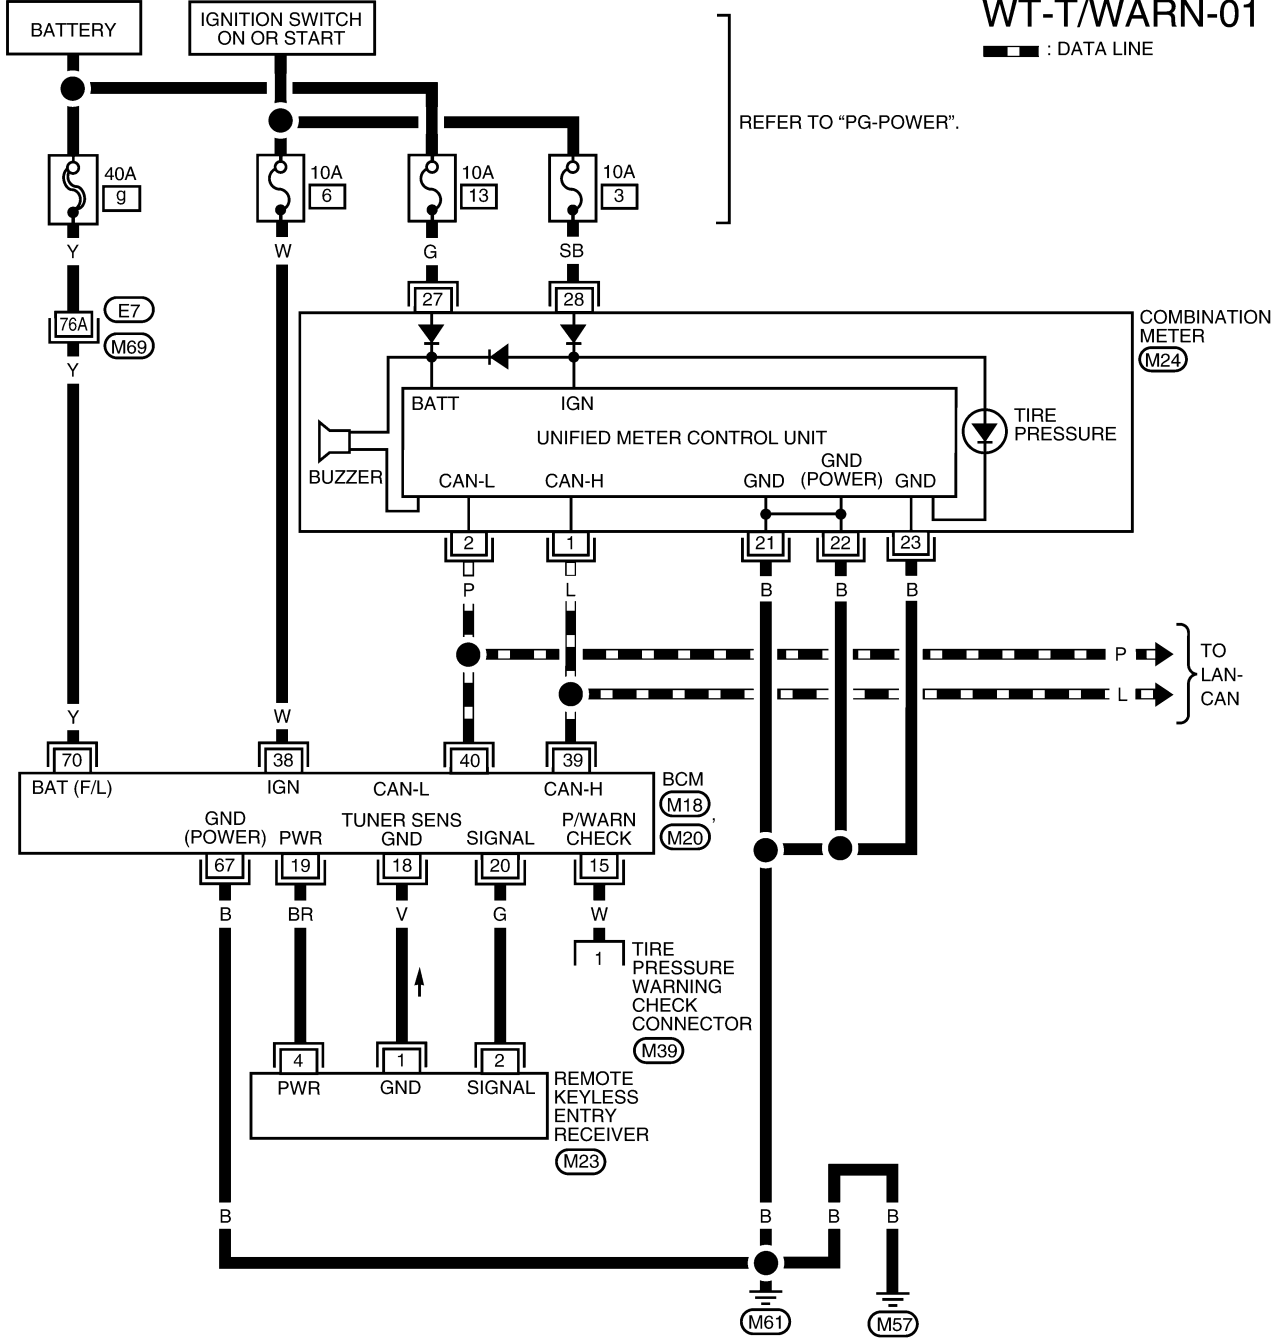 WT-T/WARN-01
: DATA LINE
BATTERY
IGNITION SWITCH
ON OR START
REFER TO “PG-POWER”.
40A
g
10A
6
10A
13
10A
3
Y
W
G
SB
76A
E7
M69
Y
27
28
COMBINATION
METER
M24
BATT
IGN
UNIFIED METER CONTROL UNIT
TIRE
PRESSURE
BUZZER
CAN-L
CAN-H
GND
GND
(POWER)
GND
2
1
21
22
23
P
L
B
B
B
P
L
TO
LAN-
CAN
Y
W
70
38
40
39
BAT (F/L)
IGN
CAN-L
CAN-H
BCM
M18
,
M20
GND
(POWER)
PWR
TUNER SENS
GND
SIGNAL
P/WARN
CHECK
67
19
18
20
15
B
BR
V
G
W
1
TIRE
PRESSURE
WARNING
CHECK
CONNECTOR
M39
4
1
2
PWR
GND
SIGNAL
REMOTE
KEYLESS
ENTRY
RECEIVER
M23
B
B
B
B
M61
M57